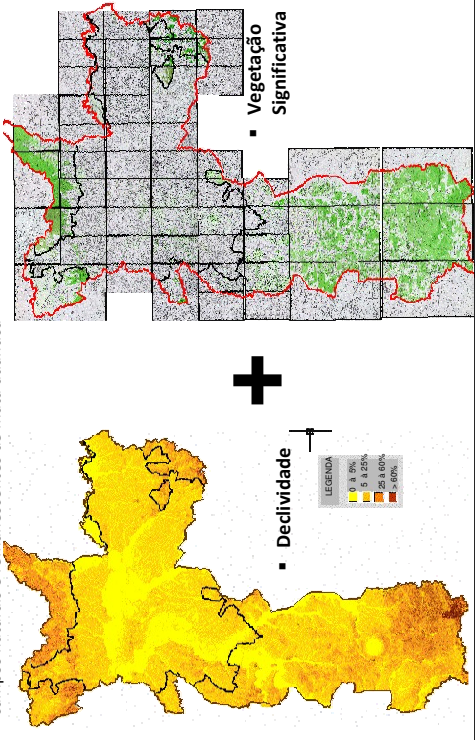 ▪ Vegetação
Significativa
▪ Declividade
LEGENDA
0 à 5%
5 à 25%
25 à 60%
> 60%